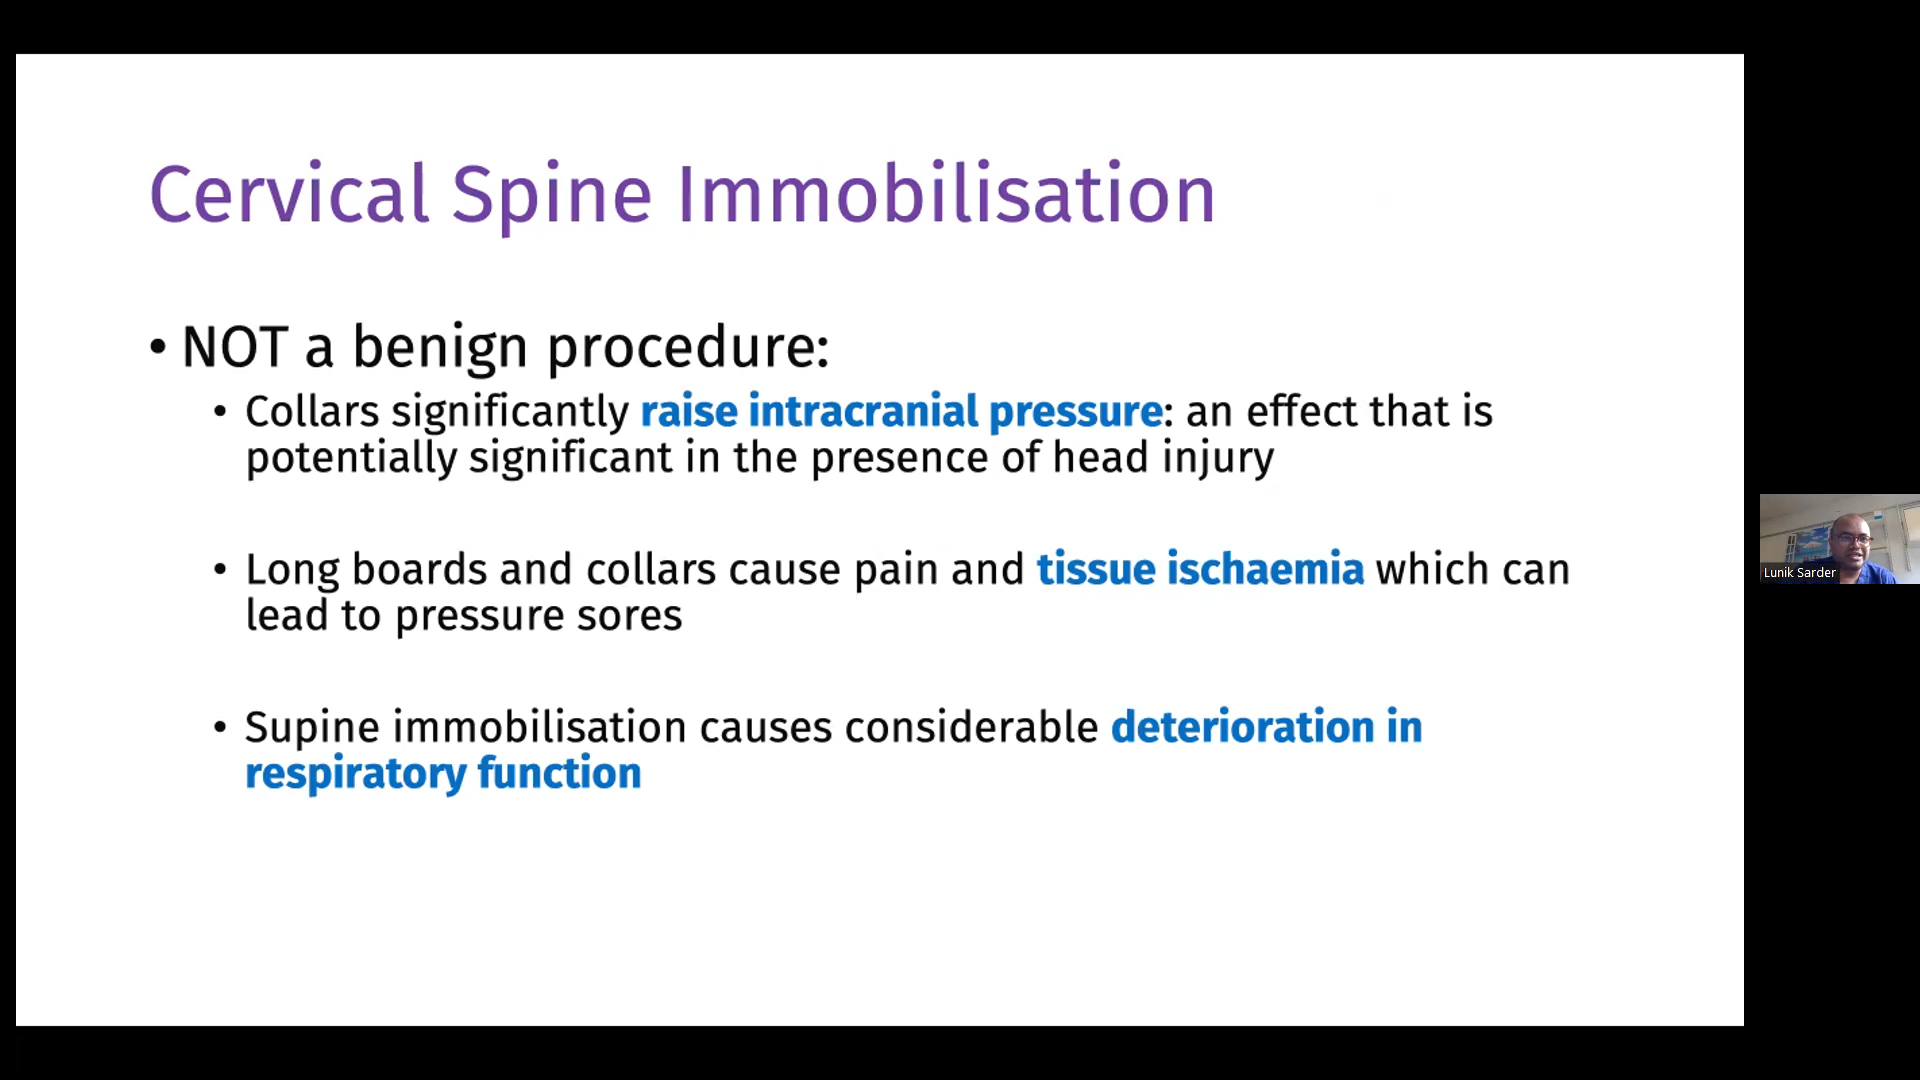 Cervical Spine Immobilisation
• NOT a benign procedure:
• Collars significantly raise intracranial pressure: an effect that is
potentially significant in the presence of head injury
• Long boards and collars cause pain and tissue ischaemia which can
lead to pressure sores
• Supine immobilisation causes considerable deterioration in
respiratory function
Lunik Sarder